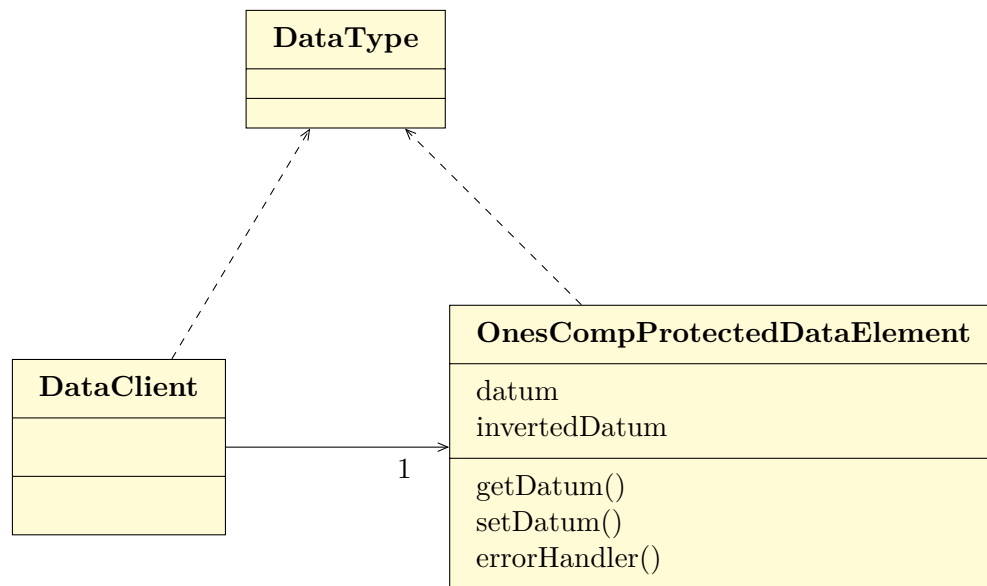 DataType
DataClient
OnesCompProtectedDataElement
datum
invertedDatum
1
getDatum()
setDatum()
errorHandler()